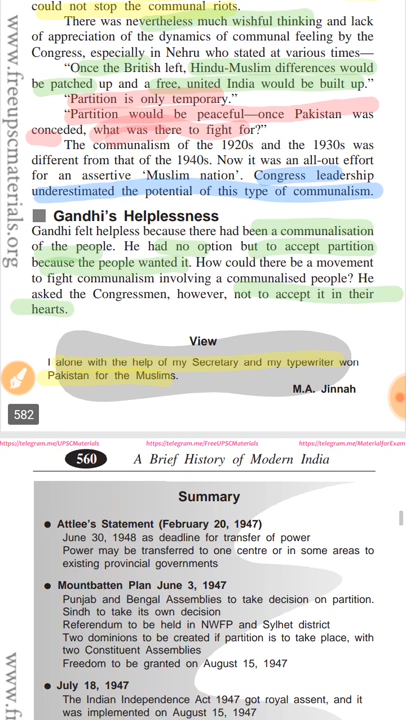 could not stop the communal riots.
There was nevertheless much wishful thinking and lack
of appreciation of the dynamics of communal feeling by the
Congress, especially in Nehru who stated at various times—
“Once the British left, Hindu-Muslim differences would
be patched up and a free, united India would be built up.”
“Partition is only temporary.”
“Partition would be peaceful—once Pakistan was
conceded, what was there to fight for?”
The communalism of the 1920s and the 1930s was
different from that of the 1940s. Now it was an all-out effort
for an assertive ‘Muslim nation’. Congress leadership
underestimated the potential of this type of communalism.
Gandhi’s Helplessness
Gandhi felt helpless because there had been a communalisation
of the people. He had no option but to accept partition
because the people wanted it. How could there be a movement
to fight communalism involving a communalised people? He
asked the Congressmen, however, not to accept it in their
hearts.
View
I alone with the help of my Secretary and my typewriter won
Pakistan for the Muslims.
M.A. Jinnah
582
www.freeupscmaterials.org
https://telegram.me/UPSCMaterials https://telegram.me/FreeUPSCMaterials https://telegram.me/MaterialforExam
560 A Brief History of Modern India
Summary
● Attlee’s Statement (February 20, 1947)
June 30, 1948 as deadline for transfer of power
Power may be transferred to one centre or in some areas to
existing provincial governments
● Mountbatten Plan June 3, 1947
Punjab and Bengal Assemblies to take decision on partition.
Sindh to take its own decision
Referendum to be held in NWFP and Sylhet district
Two dominions to be created if partition is to take place, with
two Constituent Assemblies
Freedom to be granted on August 15, 1947
● July 18, 1947
The Indian Independence Act 1947 got royal assent, and it
was implemented on August 15, 1947
www.f